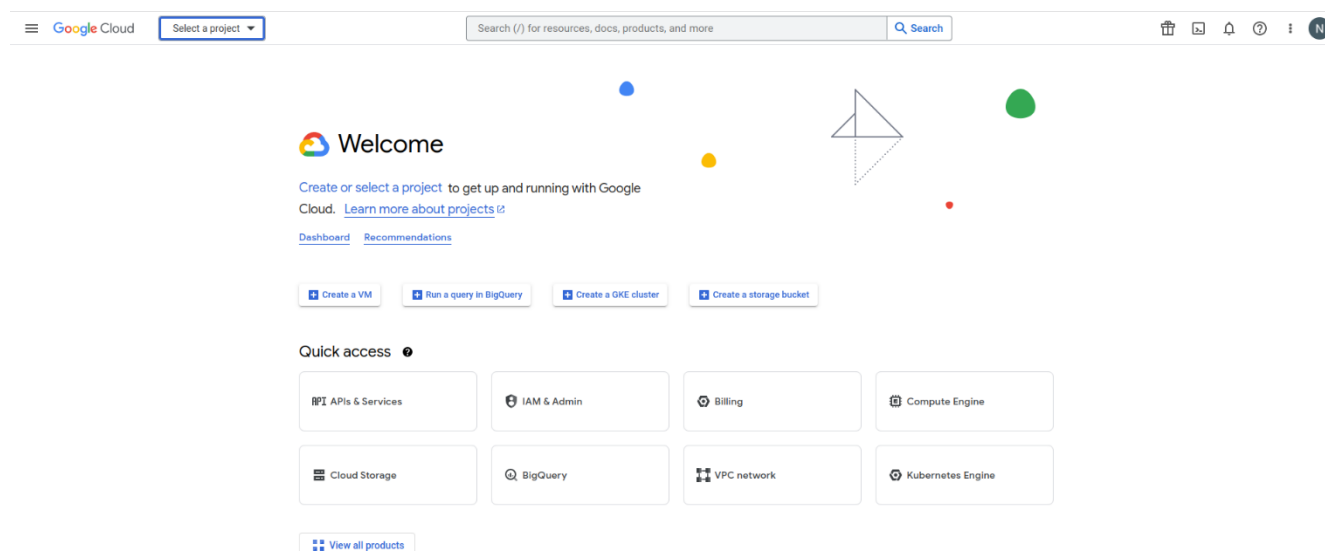 Google Cloud
Select a project
Search (/) for resources, docs, products, and more
Search
N
Welcome
Create or select a project to get up and running with Google
Cloud. Learn more about projects
Dashboard Recommendations
Create a VM
Run a query in BigQuery
Create a GKE cluster
Create a storage bucket
Quick access
API APIs & Services
IAM & Admin
Billing
Compute Engine
Cloud Storage
BigQuery
VPC network
Kubernetes Engine
View all products